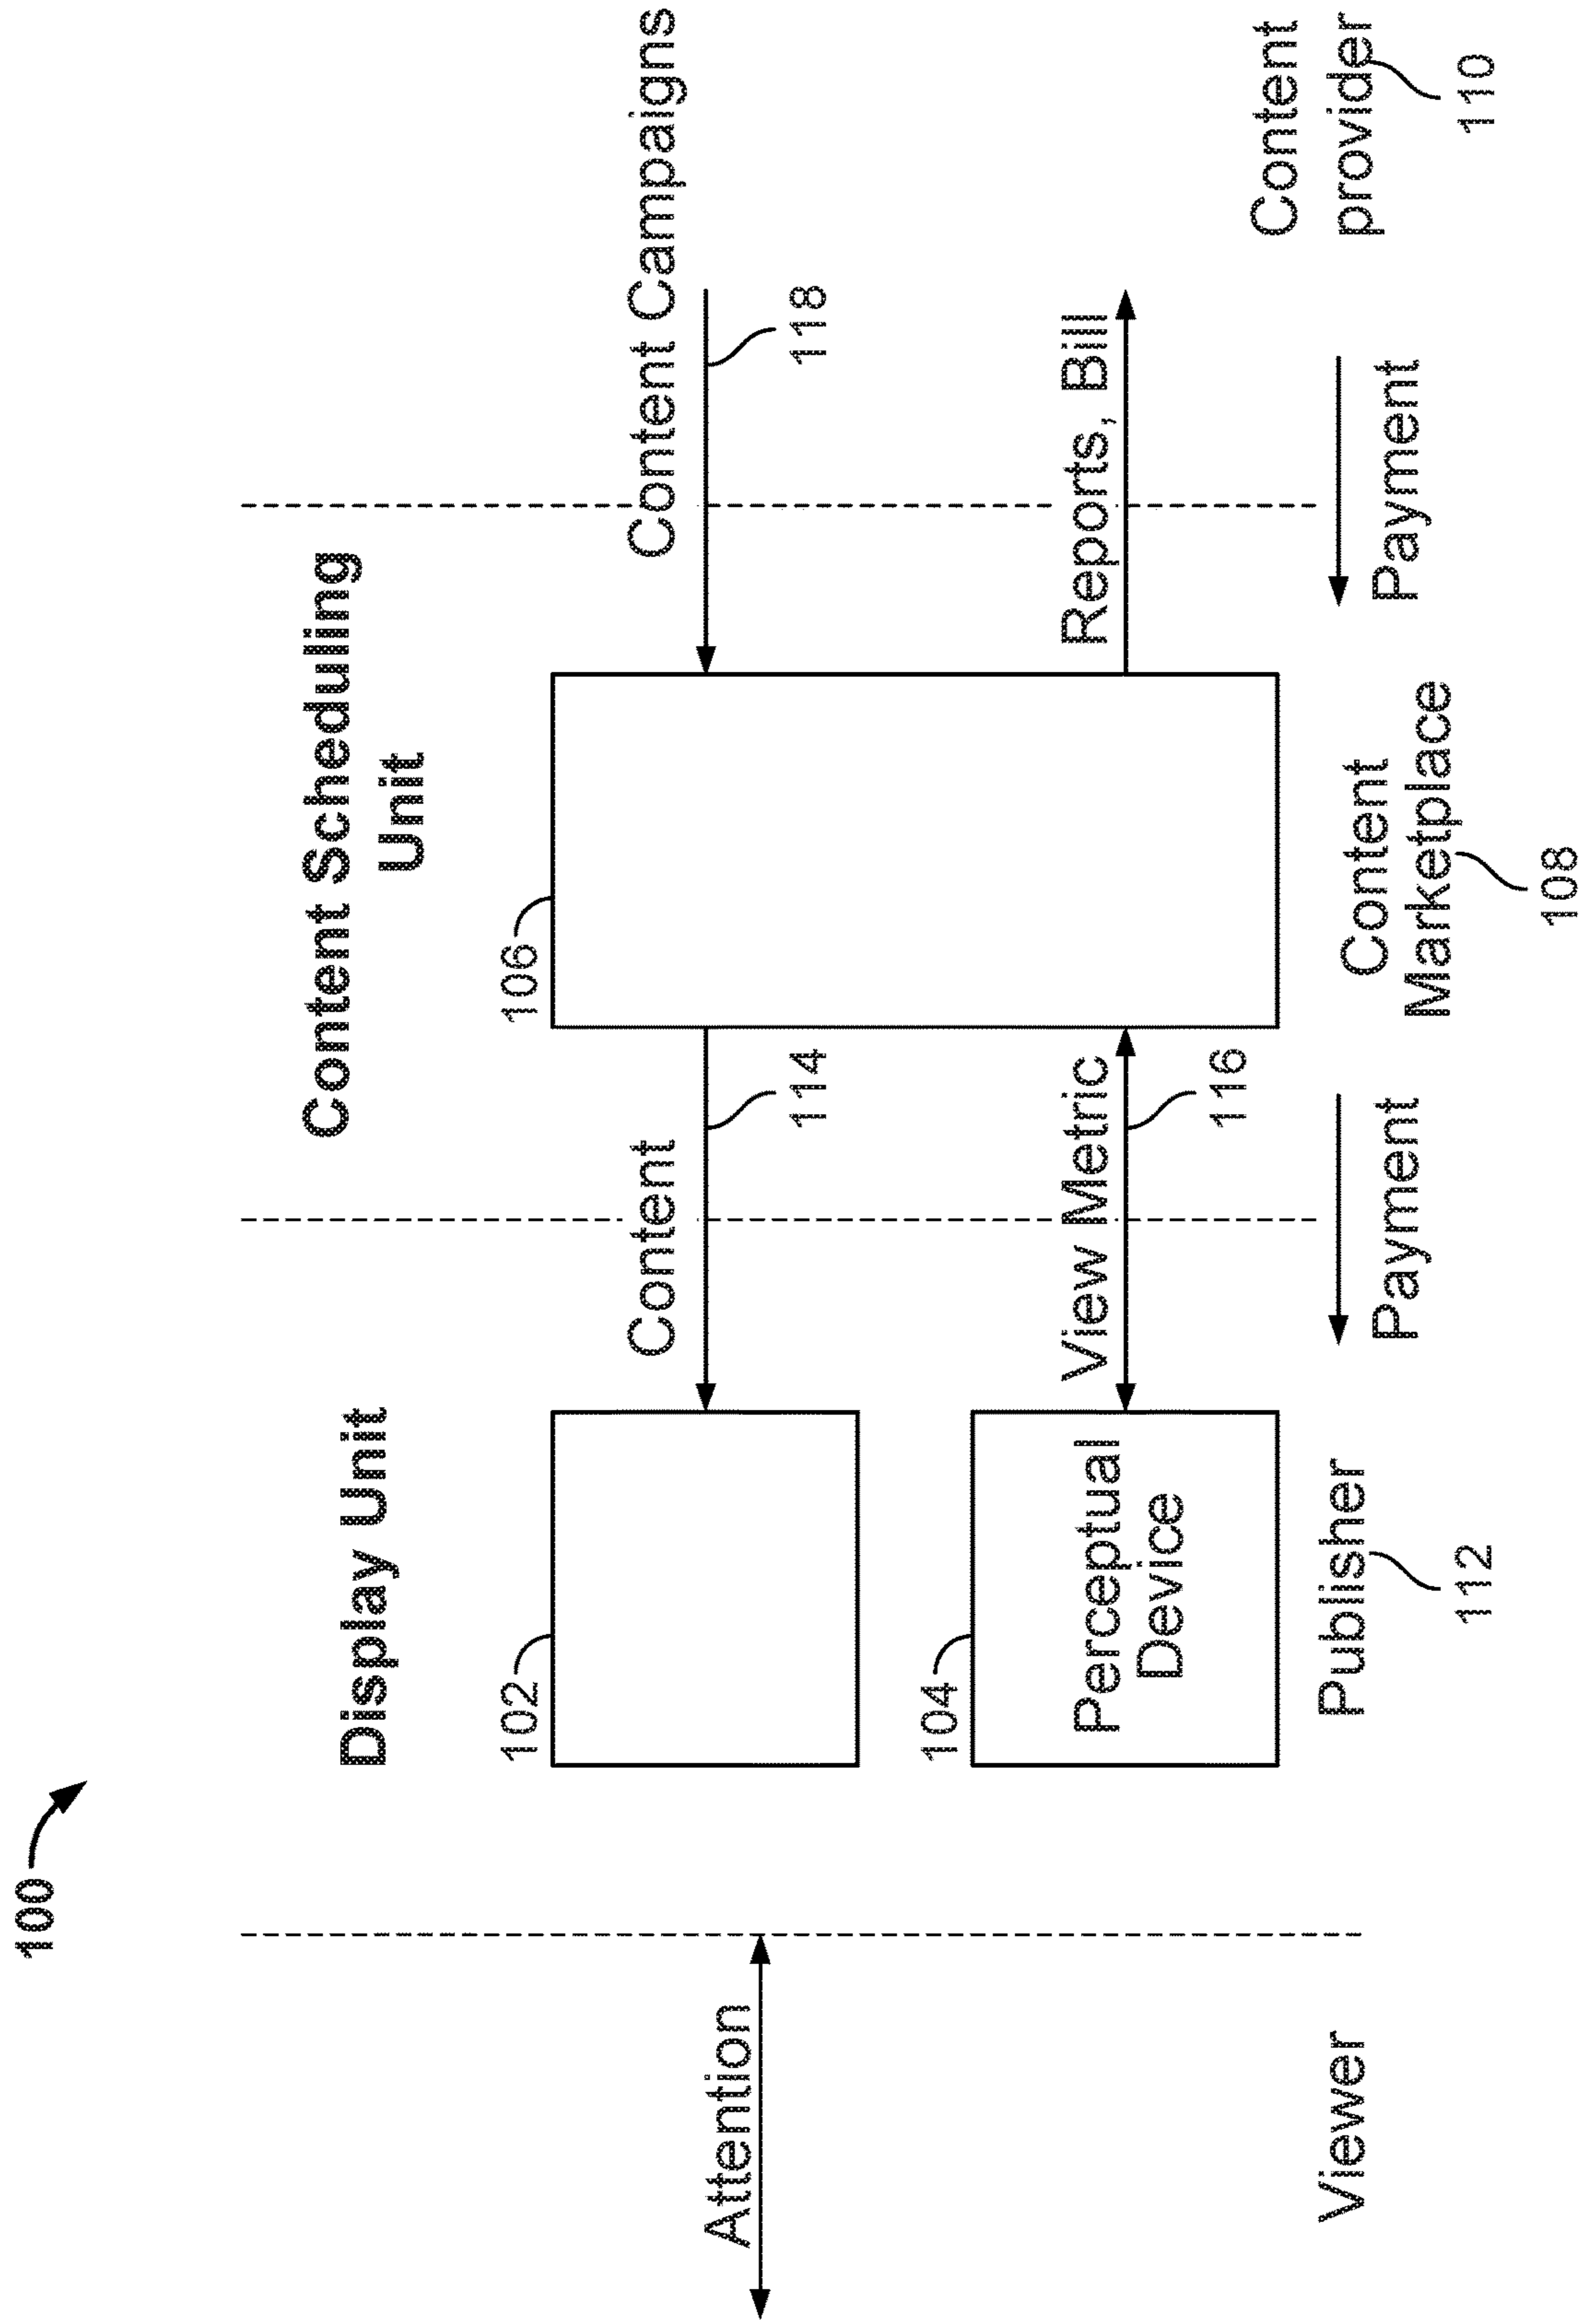 100
Display Unit
Content Scheduling
Unit
102
106
Attention
Content
114
Content Campaigns
118
104
Perceptual
Device
View Metric
116
Reports, Bill
Viewer
Publisher
112
Payment
Content
Marketplace
108
Payment
Content
provider
110